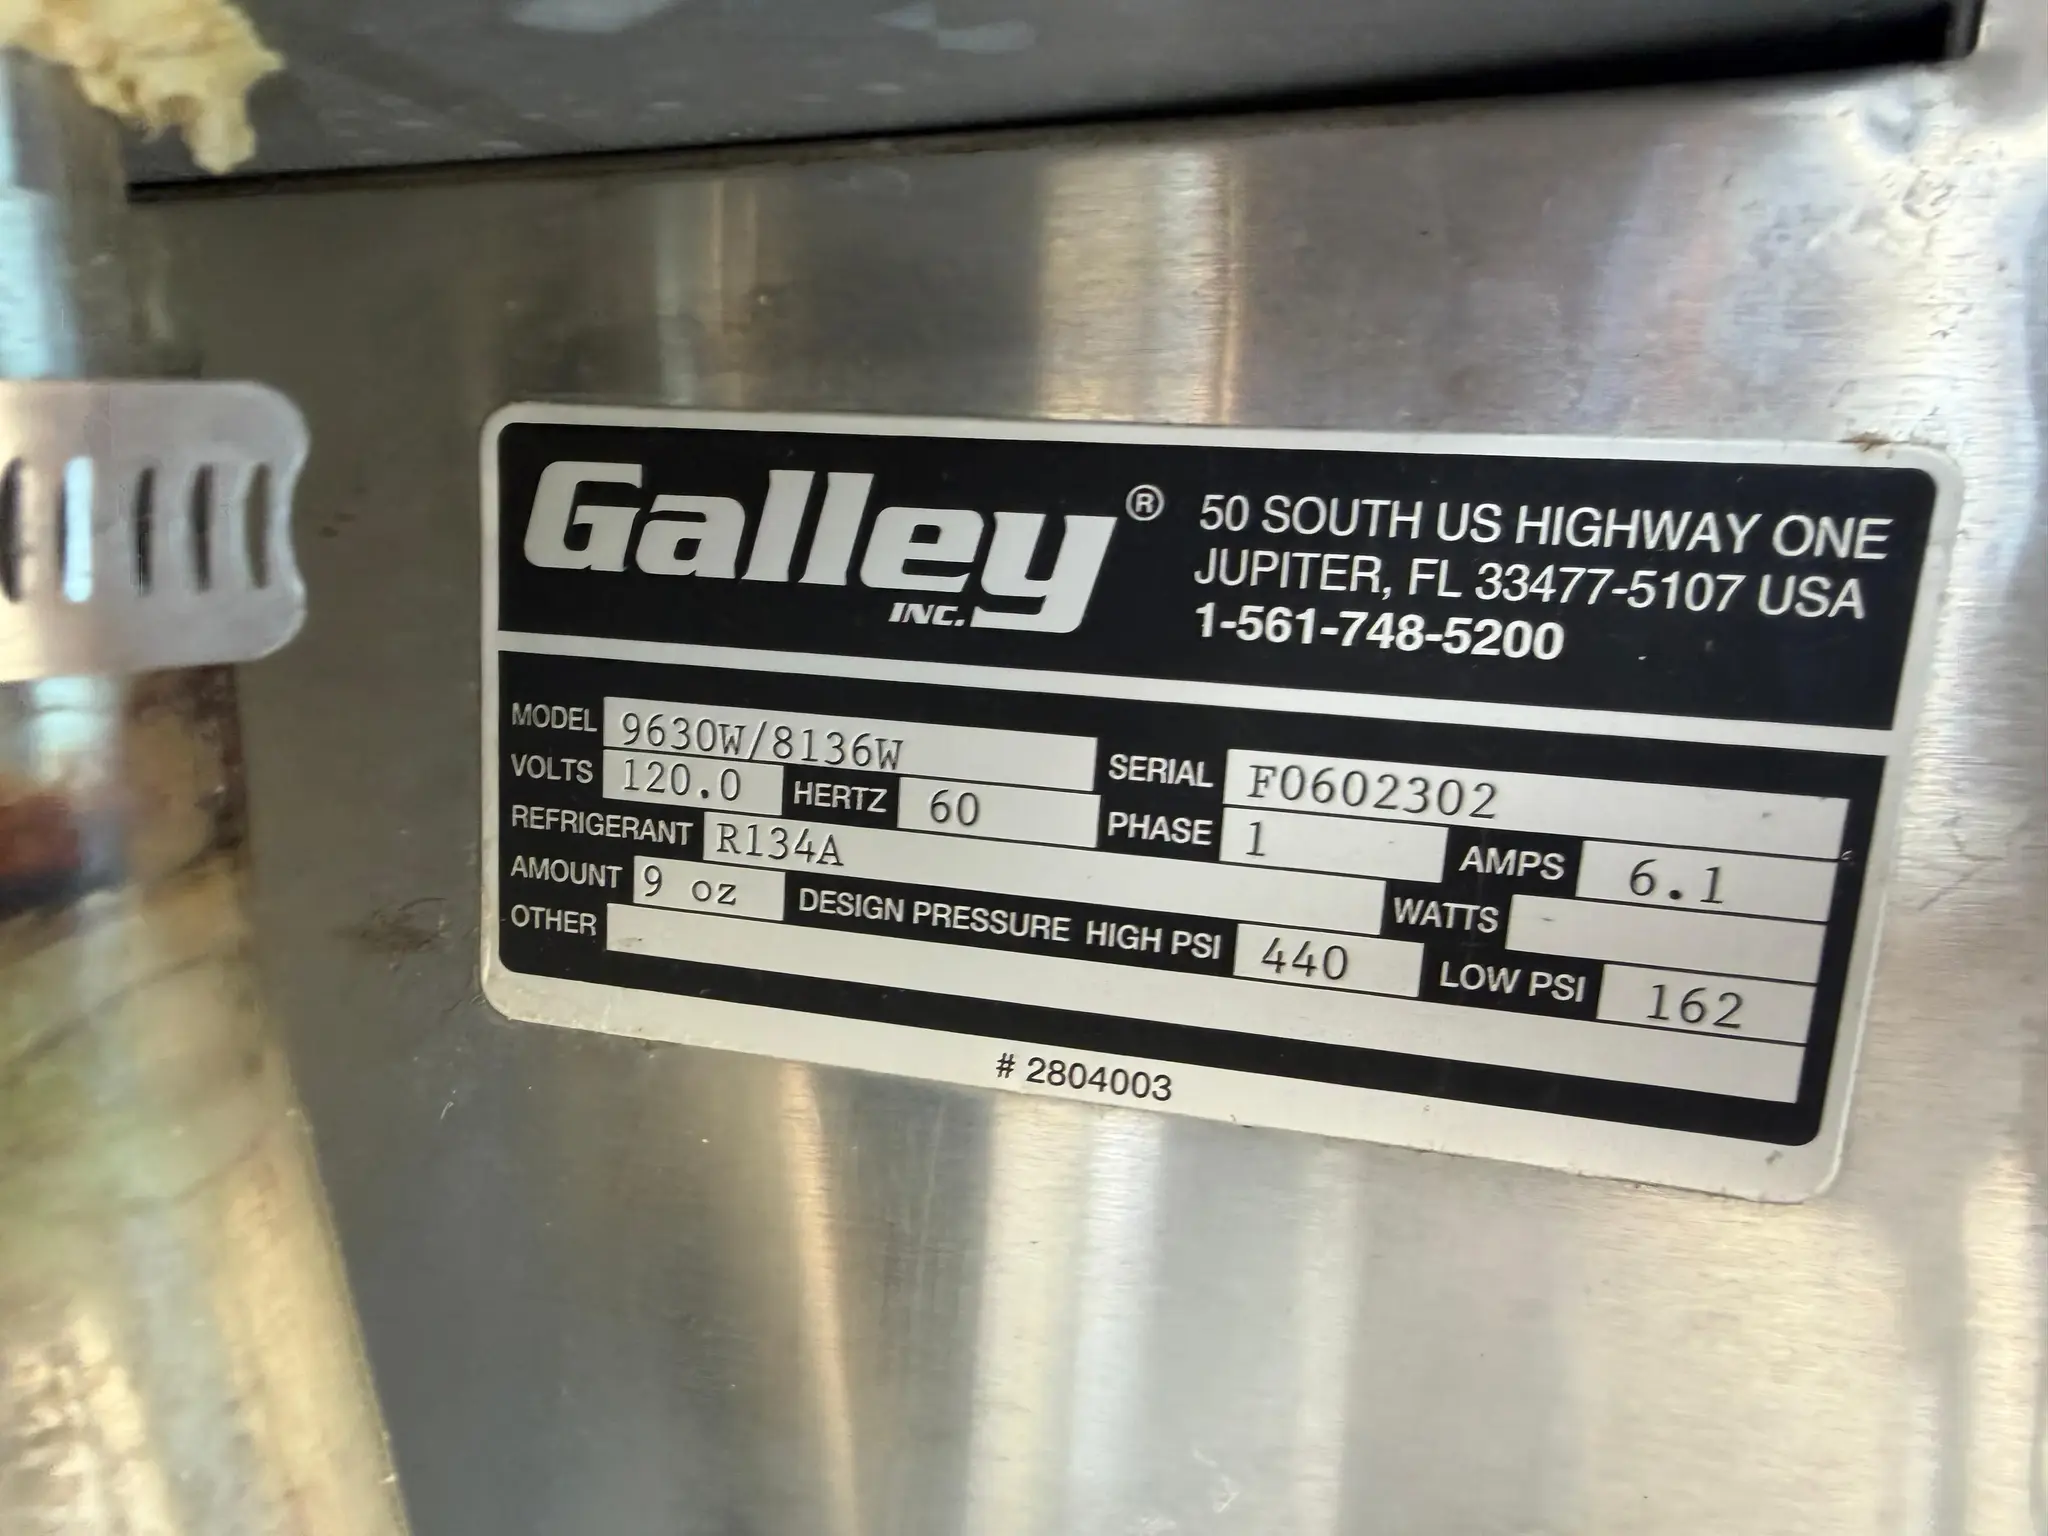 Galley® INC.
50 SOUTH US HIGHWAY ONE
JUPITER, FL 33477-5107 USA
1-561-748-5200
MODEL 9630W/8136W SERIAL F0602302
VOLTS 120.0 HERTZ 60 PHASE 1 AMPS 6.1
REFRIGERANT R134A WATTS
AMOUNT 9 oz DESIGN PRESSURE HIGH PSI 440 LOW PSI 162
OTHER
# 2804003